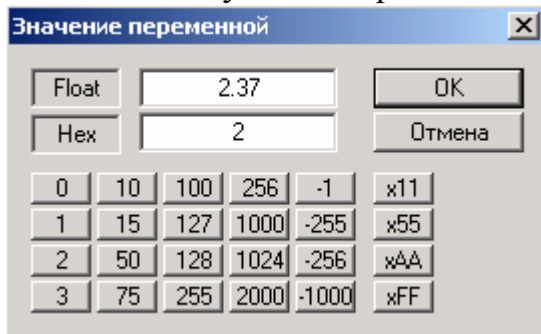 Значение переменной
Float 2.37 OK
Hex 2 Отмена
0 10 100 256 -1 x11
1 15 127 1000 -255 x55
2 50 128 1024 -256 xAA
3 75 255 2000 -1000 xFF